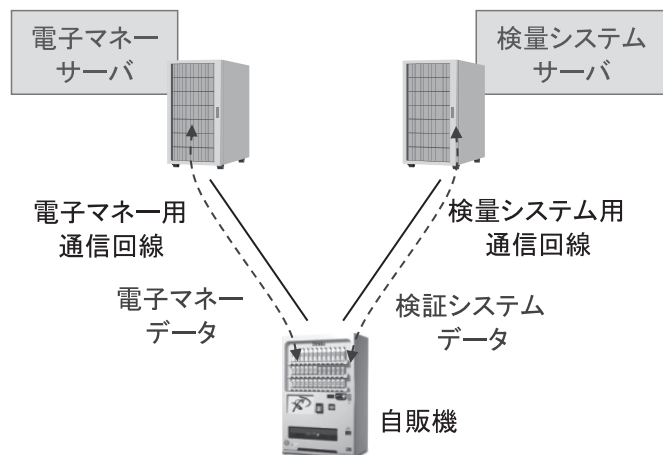 電子マネー
サーバ
検量システム
サーバ
電子マネー用
通信回線
検量システム用
通信回線
電子マネー
データ
検証システム
データ
自販機